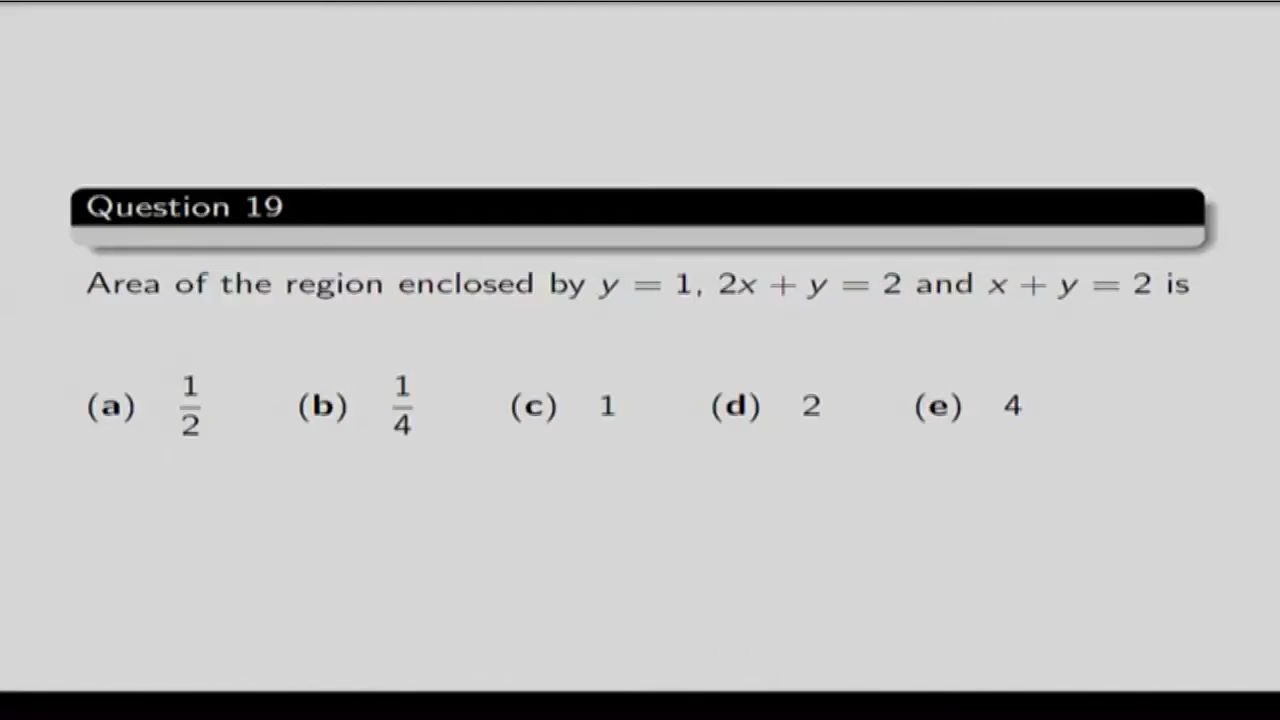 Question 19
Area of the region enclosed by y = 1, 2x + y = 2 and x + y = 2 is
(a) 1/2 (b) 1/4 (c) 1 (d) 2 (e) 4